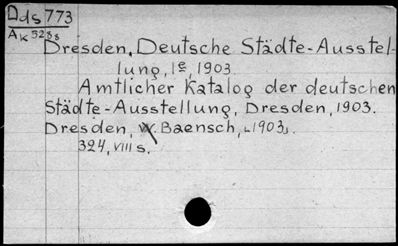 Dds 773
Ak 523s
Dresden, Deutsche Städte-Ausstel-
lung, 1e, 1903.
Amtlicher Katalog der deutschen
Städte-Ausstellung, Dresden, 1903.
Dresden, W. Baensch, [1903].
324, VIII s.